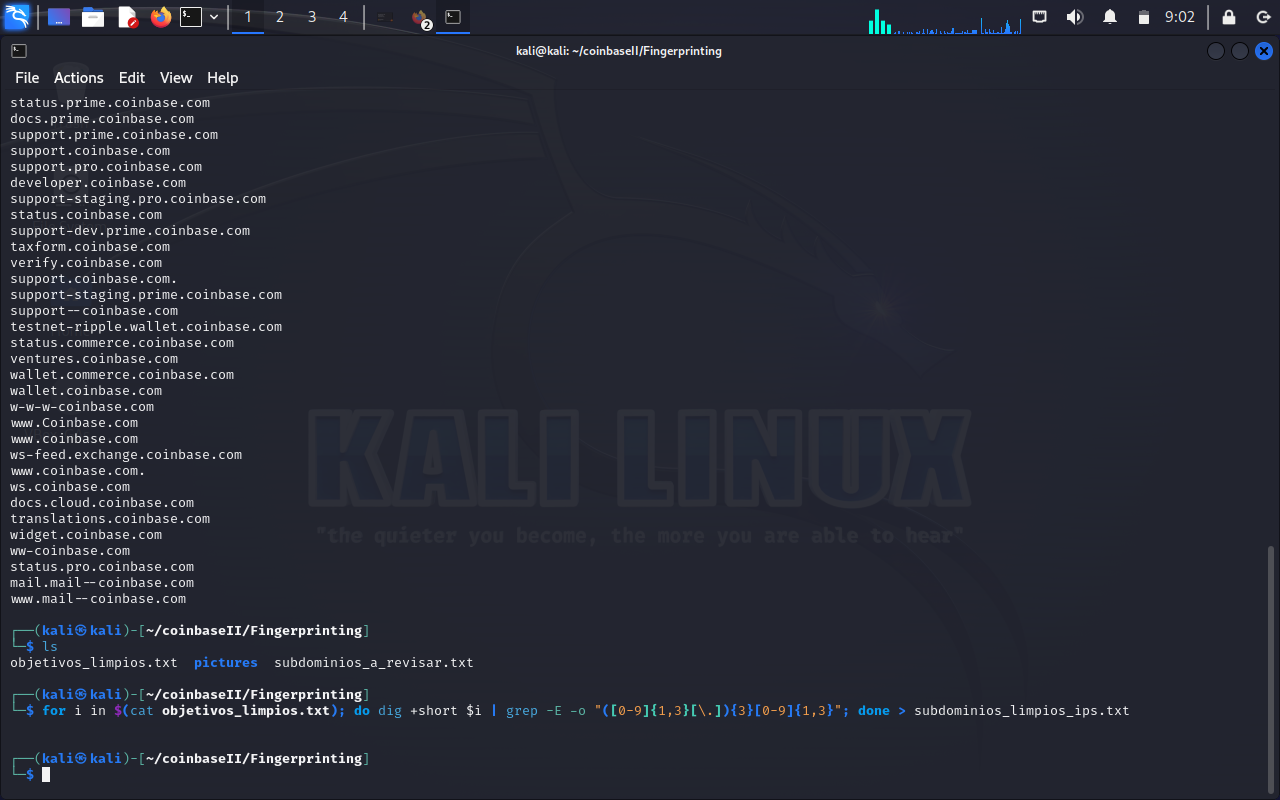 1 2 3 4 2 9:02
kali@kali: ~/coinbaseII/Fingerprinting
File Actions Edit View Help
status.prime.coinbase.com
docs.prime.coinbase.com
support.prime.coinbase.com
support.coinbase.com
support.pro.coinbase.com
developer.coinbase.com
support-staging.pro.coinbase.com
status.coinbase.com
support-dev.prime.coinbase.com
taxform.coinbase.com
verify.coinbase.com
support.coinbase.com.
support-staging.prime.coinbase.com
support--coinbase.com
testnet-ripple.wallet.coinbase.com
status.commerce.coinbase.com
ventures.coinbase.com
wallet.commerce.coinbase.com
wallet.coinbase.com
w-w-w-coinbase.com
www.Coinbase.com
www.coinbase.com
ws-feed.exchange.coinbase.com
www.coinbase.com.
ws.coinbase.com
docs.cloud.coinbase.com
translations.coinbase.com
widget.coinbase.com
ww-coinbase.com
status.pro.coinbase.com
mail.mail--coinbase.com
www.mail--coinbase.com
KALI LINUX
"the quieter you become, the more you are able to hear"
┌──(kali㉿kali)-[~/coinbaseII/Fingerprinting]
└─$ ls
objetivos_limpios.txt pictures subdominios_a_revisar.txt
┌──(kali㉿kali)-[~/coinbaseII/Fingerprinting]
└─$ for i in $(cat objetivos_limpios.txt); do dig +short $i | grep -E -o "([0-9]{1,3}[\.]){3}[0-9]{1,3}"; done > subdominios_limpios_ips.txt
┌──(kali㉿kali)-[~/coinbaseII/Fingerprinting]
└─$